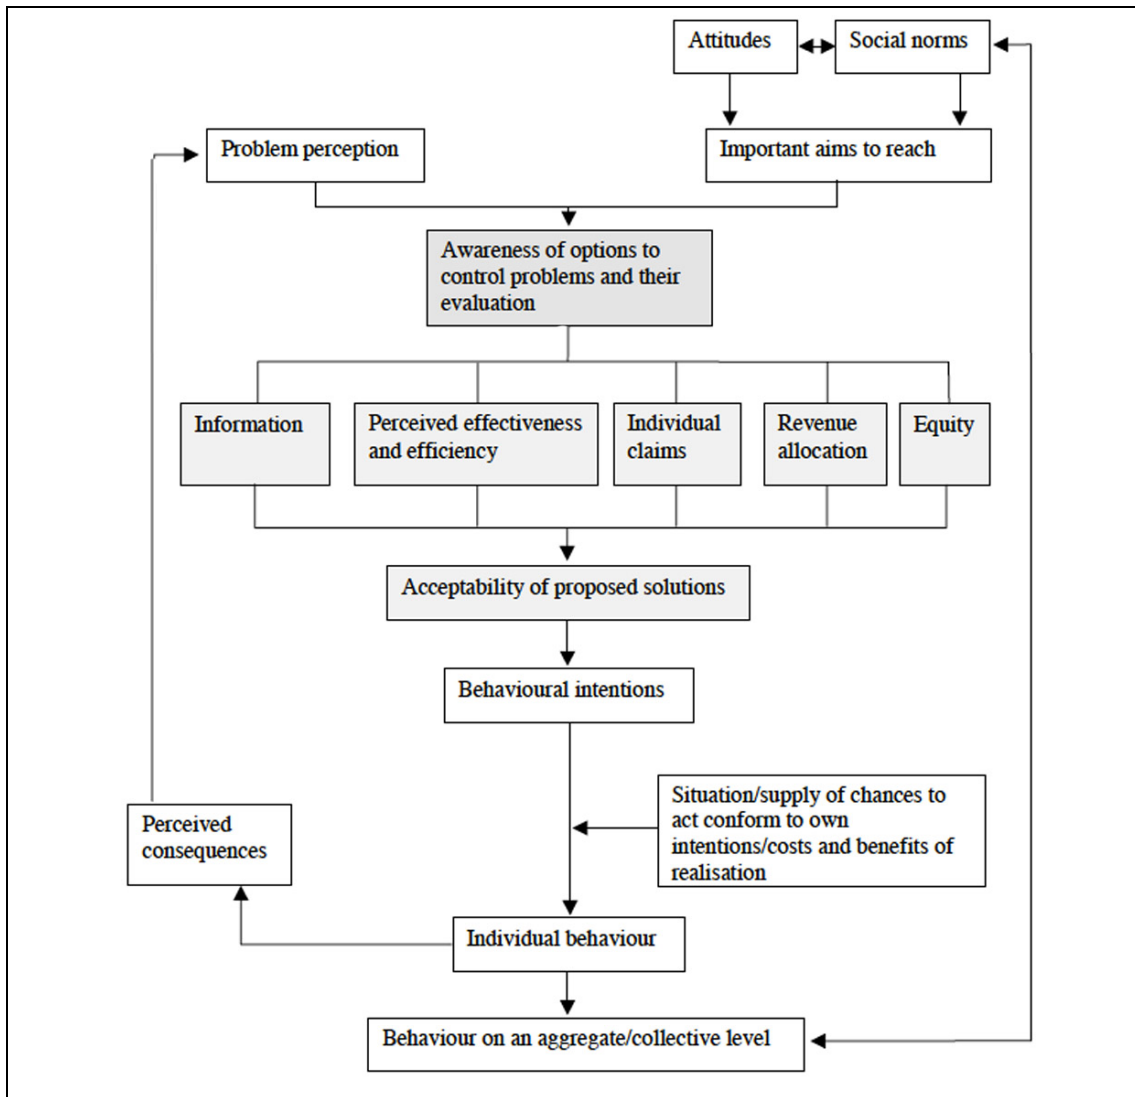 Attitudes
Social norms
Problem perception
Important aims to reach
Awareness of options to
control problems and their
evaluation
Information
Perceived effectiveness
and efficiency
Individual
claims
Revenue
allocation
Equity
Acceptability of proposed solutions
Behavioural intentions
Situation/supply of chances to
act conform to own
intentions/costs and benefits of
realisation
Perceived
consequences
Individual behaviour
Behaviour on an aggregate/collective level